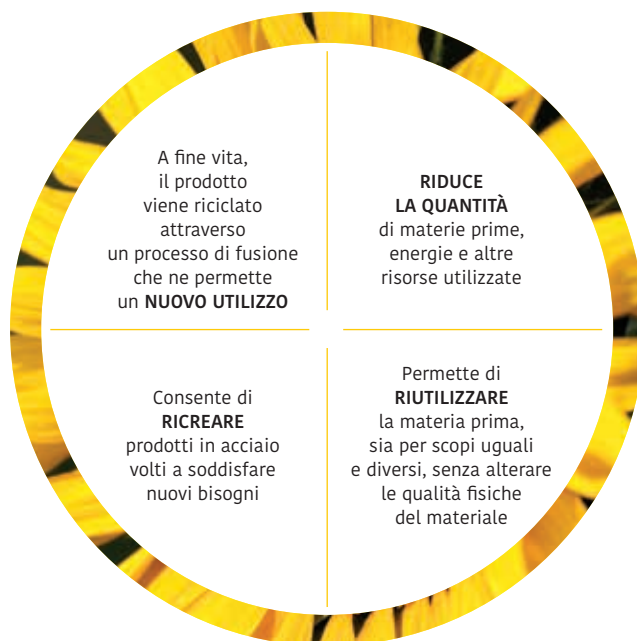 A fine vita,
il prodotto
viene riciclato
attraverso
un processo di fusione
che ne permette
un NUOVO UTILIZZO
RIDUCE
LA QUANTITÀ
di materie prime,
energie e altre
risorse utilizzate
Consente di
RICREARE
prodotti in acciaio
volti a soddisfare
nuovi bisogni
Permette di
RIUTILIZZARE
la materia prima,
sia per scopi uguali
e diversi, senza alterare
le qualità fisiche
del materiale